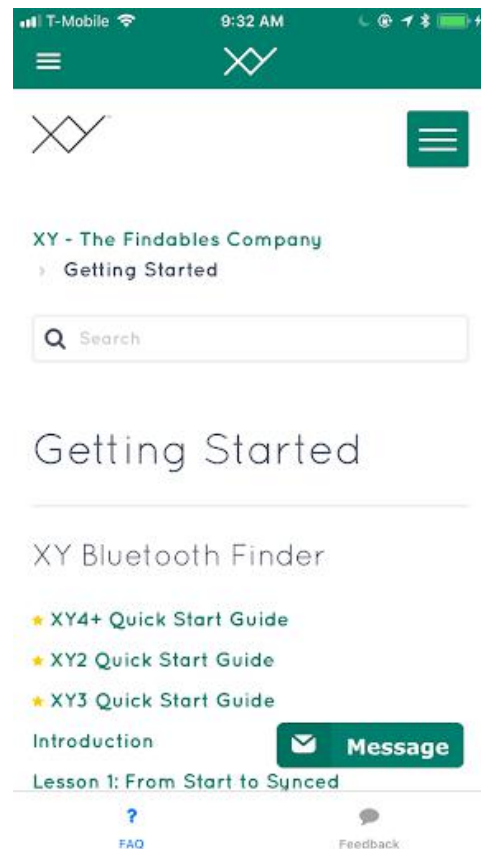 T-Mobile 9:32 AM
XY
XY
XY - The Findables Company
› Getting Started
Search
Getting Started
XY Bluetooth Finder
XY4+ Quick Start Guide
XY2 Quick Start Guide
XY3 Quick Start Guide
Introduction
Message
Lesson 1: From Start to Synced
? 
FAQ
Feedback